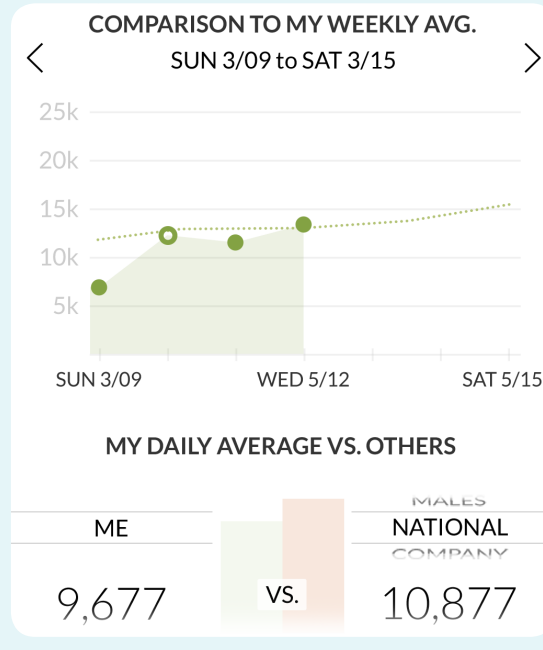 COMPARISON TO MY WEEKLY AVG.
SUN 3/09 to SAT 3/15
25k
20k
15k
10k
5k
SUN 3/09 WED 5/12 SAT 5/15
MY DAILY AVERAGE VS. OTHERS
MALES
ME NATIONAL
COMPANY
9,677 VS. 10,877